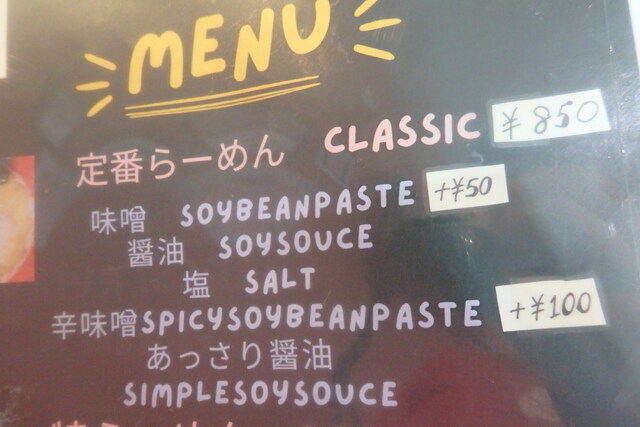 MENU
定番らーめん CLASSIC ¥850
味噌 SOYBEANPASTE +¥50
醤油 SOYSOUCE
塩 SALT
辛味噌SPICYSOYBEANPASTE +¥100
あっさり醤油
SIMPLESOYSOUCE